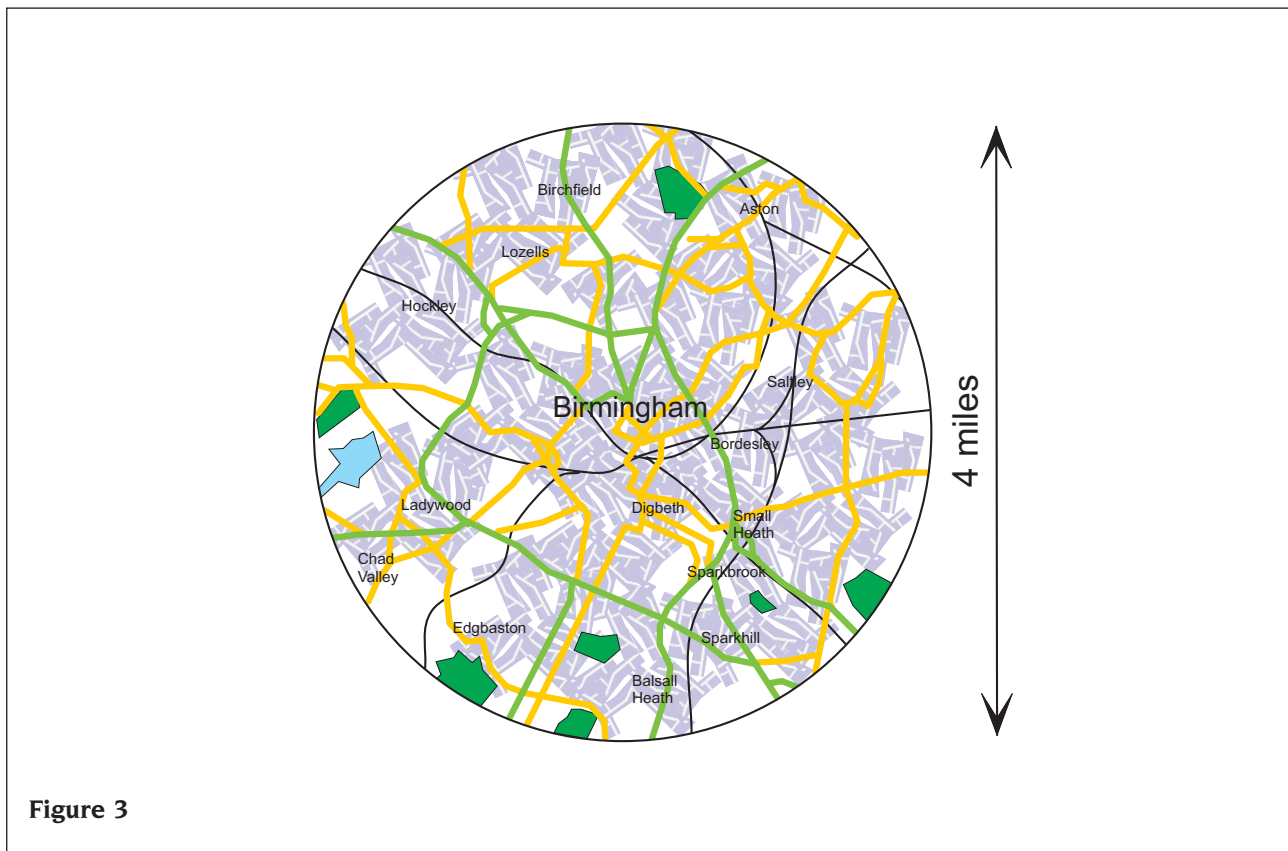 Birchfield
Aston
Lozells
Hockley
Saltley
Birmingham
Bordesley
4 miles
Ladywood
Digbeth
Small
Heath
Chad
Valley
Sparkbrook
Edgbaston
Sparkhill
Balsall
Heath
Figure 3